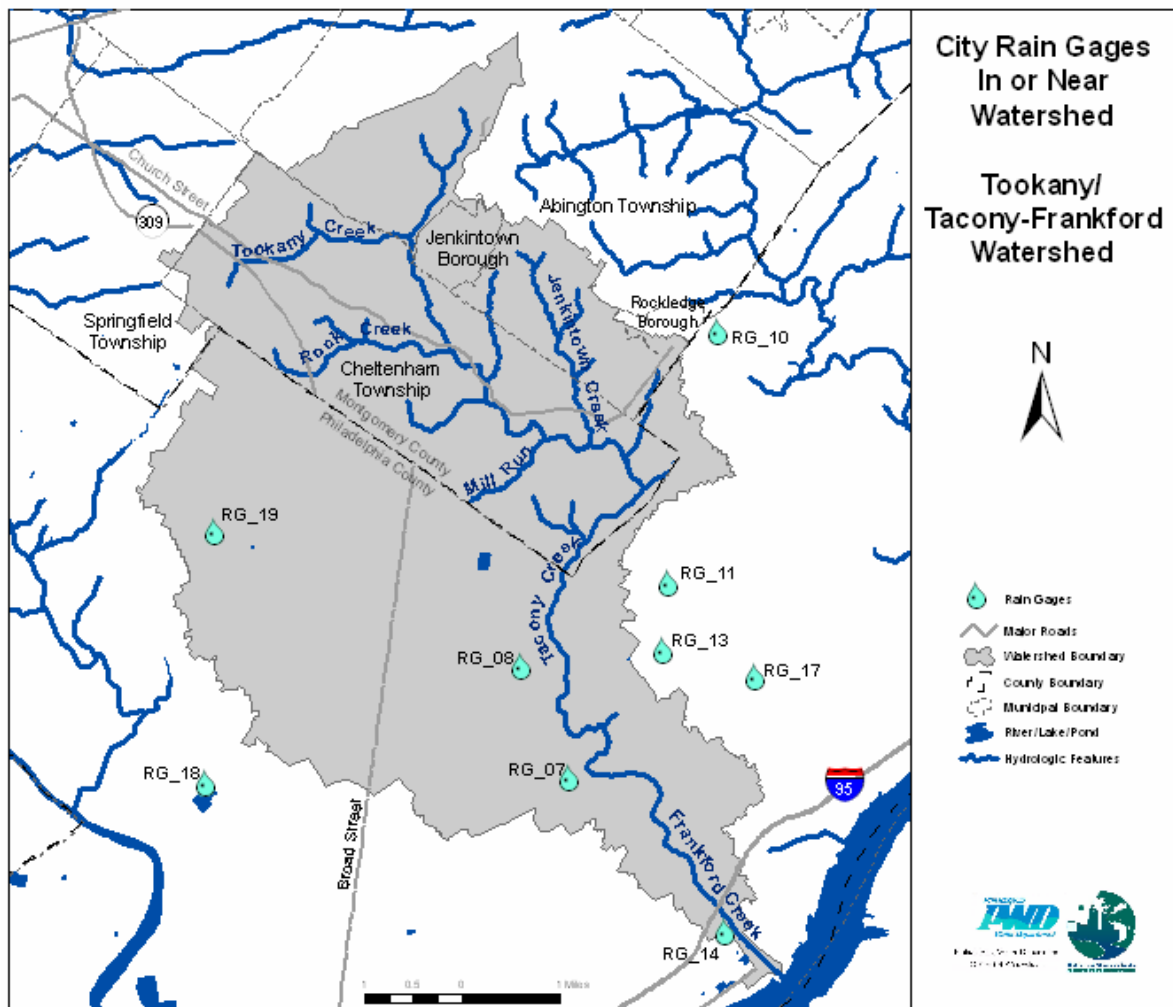 City Rain Gages
In or Near
Watershed
Tookany/
Tacony-Frankford
Watershed
Church Street
309
Abington Township
Tookany Creek
Jenkintown
Borough
Jenkintown Creek
Rockledge
Borough
RG_10
Springfield
Township
Rock Creek
Cheltenham
Township
Montgomery County
Philadelphia County
Mill Run
N
RG_19
Tacony Creek
RG_11
RG_13
RG_08
RG_17
RG_18
RG_07
95
Broad Street
Frankford Creek
RG_14
Rain Gages
Major Roads
Watershed Boundary
County Boundary
Municipal Boundary
River/Lake/Pond
Hydrologic Features
PWD
1 0.5 0 1 Miles